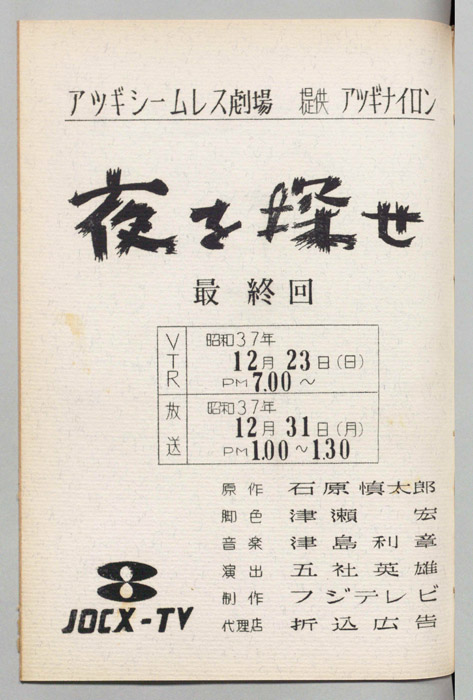 アツギシームレス劇場 提供 アツギナイロン
夜を探せ
最終回
VTR 昭和37年
12月 23日(日)
PM 7.00 ~
放送 昭和37年
12月 31日(月)
PM 1.00 ~ 1.30
原作 石原慎太郎
脚色 津瀬 宏
音楽 津島利章
演出 五社英雄
制作 フジテレビ
代理店 折込広告
JOCX-TV